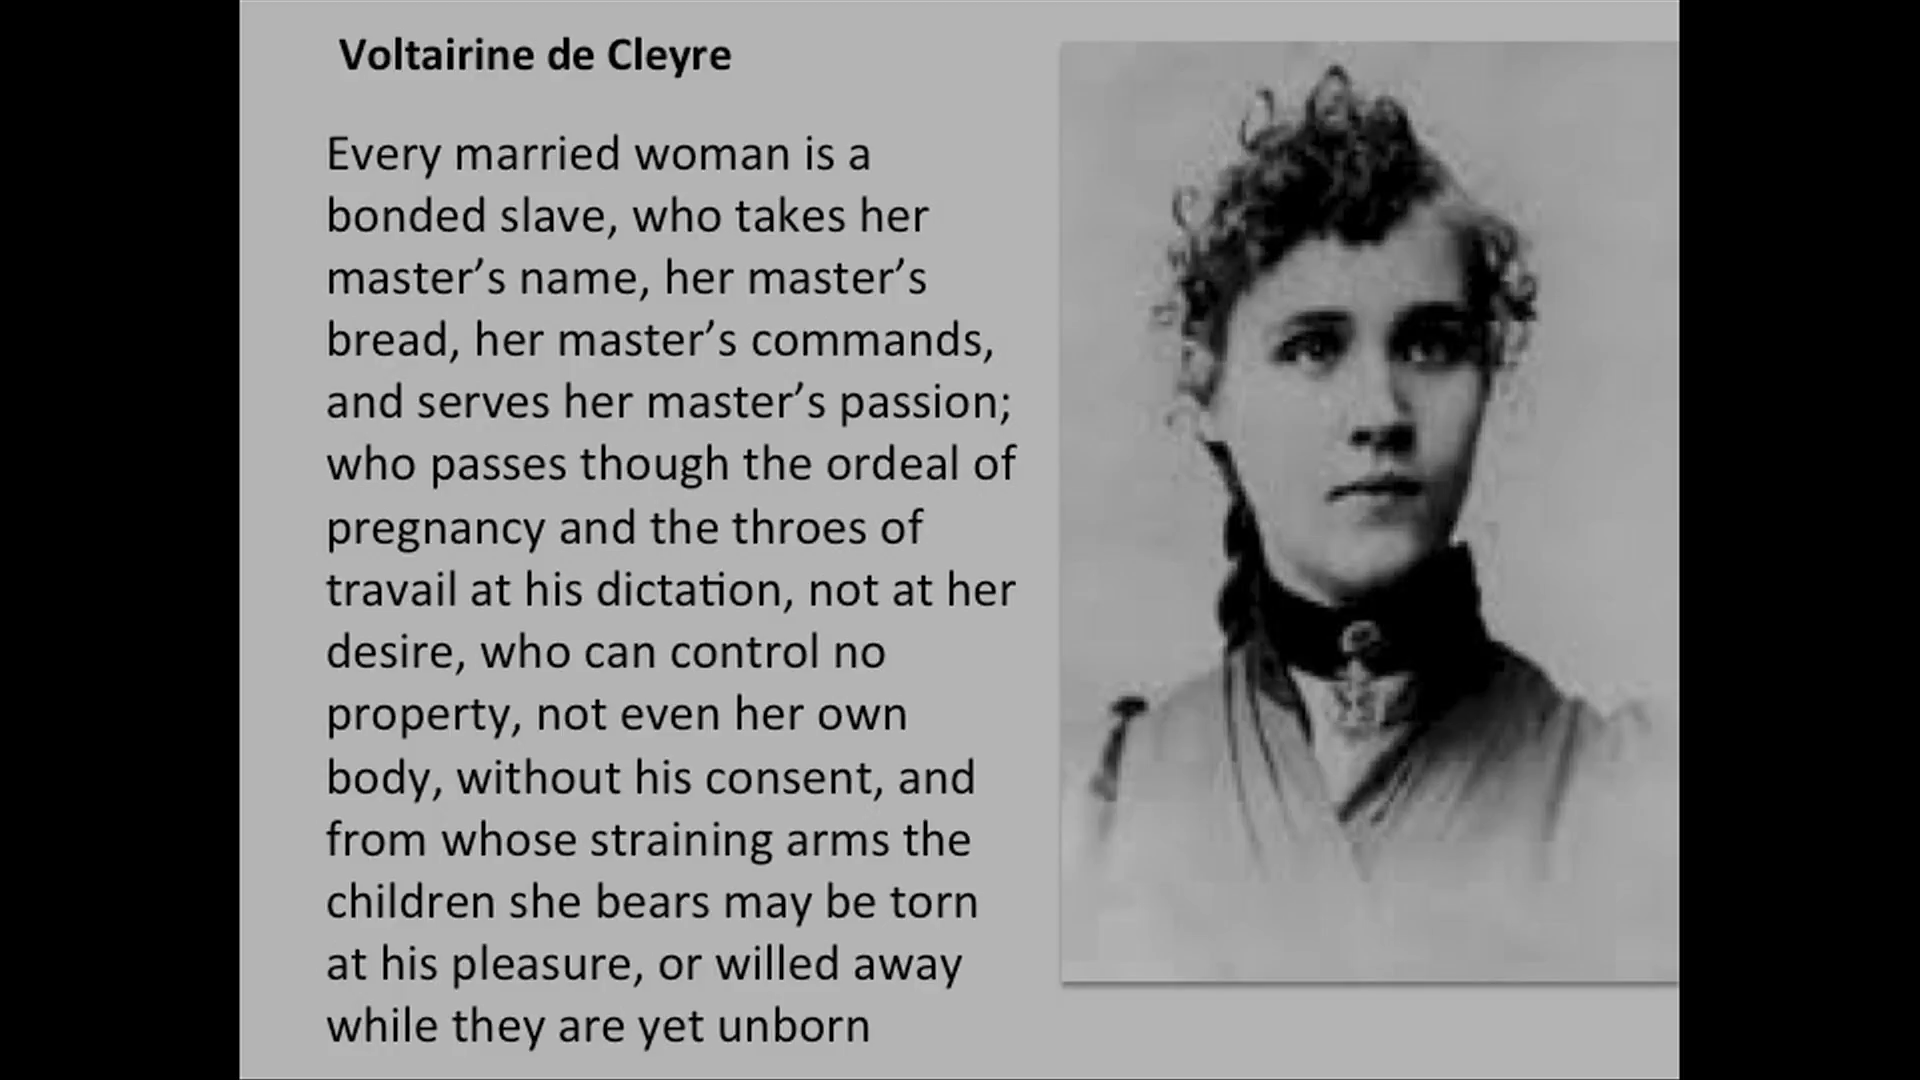 Voltairine de Cleyre
Every married woman is a
bonded slave, who takes her
master’s name, her master’s
bread, her master’s commands,
and serves her master’s passion;
who passes though the ordeal of
pregnancy and the throes of
travail at his dictation, not at her
desire, who can control no
property, not even her own
body, without his consent, and
from whose straining arms the
children she bears may be torn
at his pleasure, or willed away
while they are yet unborn